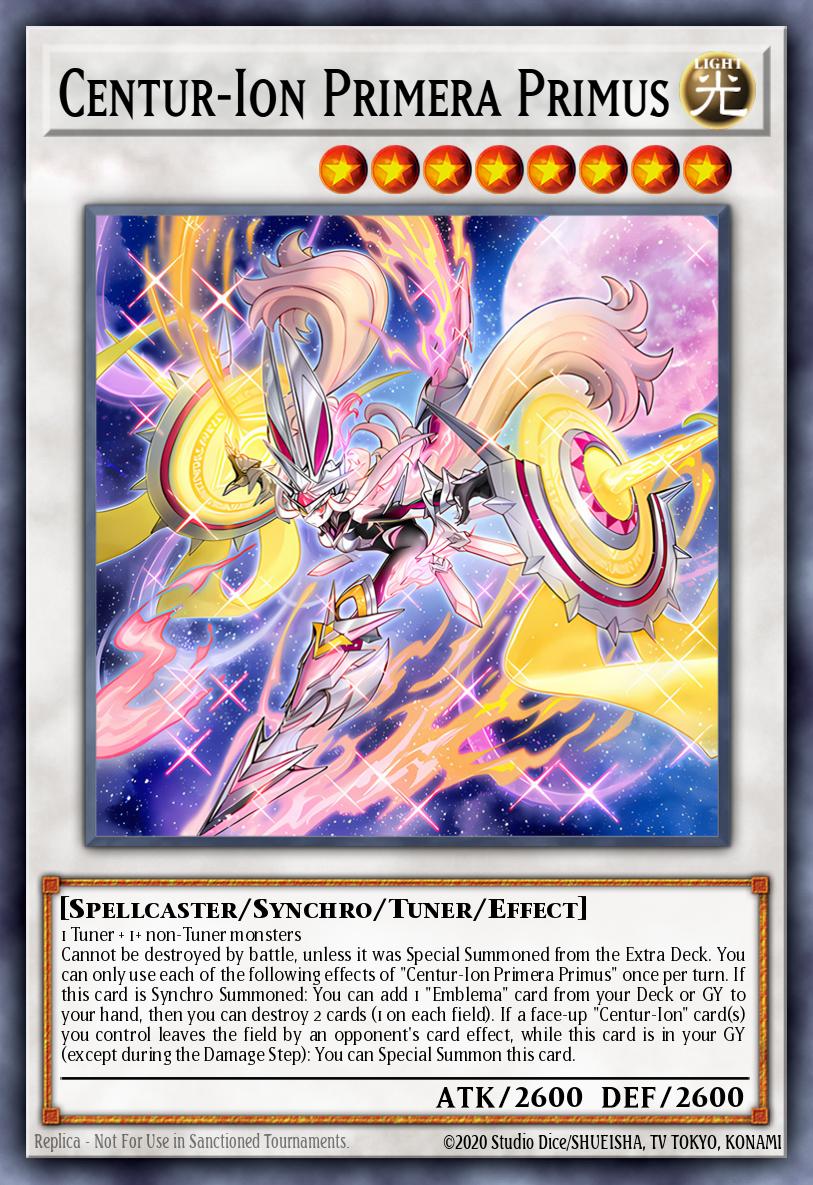 Centur-Ion Primera Primus
LIGHT
光
[Spellcaster/Synchro/Tuner/Effect]
1 Tuner + 1+ non-Tuner monsters
Cannot be destroyed by battle, unless it was Special Summoned from the Extra Deck. You
can only use each of the following effects of "Centur-Ion Primera Primus" once per turn. If
this card is Synchro Summoned: You can add 1 "Emblema" card from your Deck or GY to
your hand, then you can destroy 2 cards (1 on each field). If a face-up "Centur-Ion" card(s)
you control leaves the field by an opponent's card effect, while this card is in your GY
(except during the Damage Step): You can Special Summon this card.
ATK/2600 DEF/2600
Replica - Not For Use in Sanctioned Tournaments.
©2020 Studio Dice/SHUEISHA, TV TOKYO, KONAMI